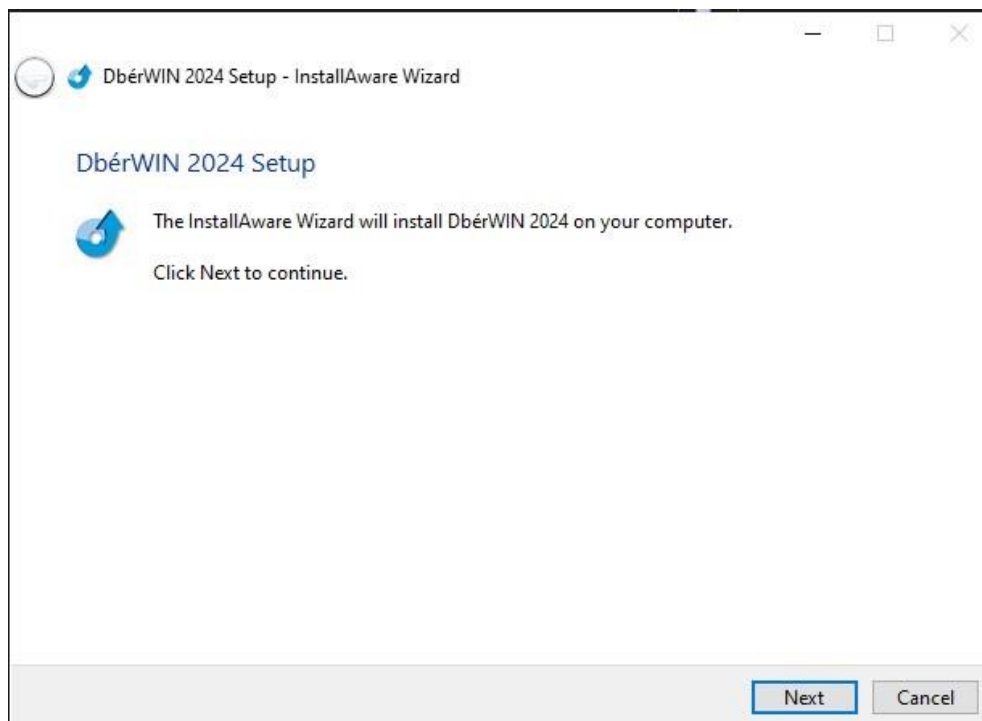 DbérWIN 2024 Setup - InstallAware Wizard
DbérWIN 2024 Setup
The InstallAware Wizard will install DbérWIN 2024 on your computer.
Click Next to continue.
Next
Cancel